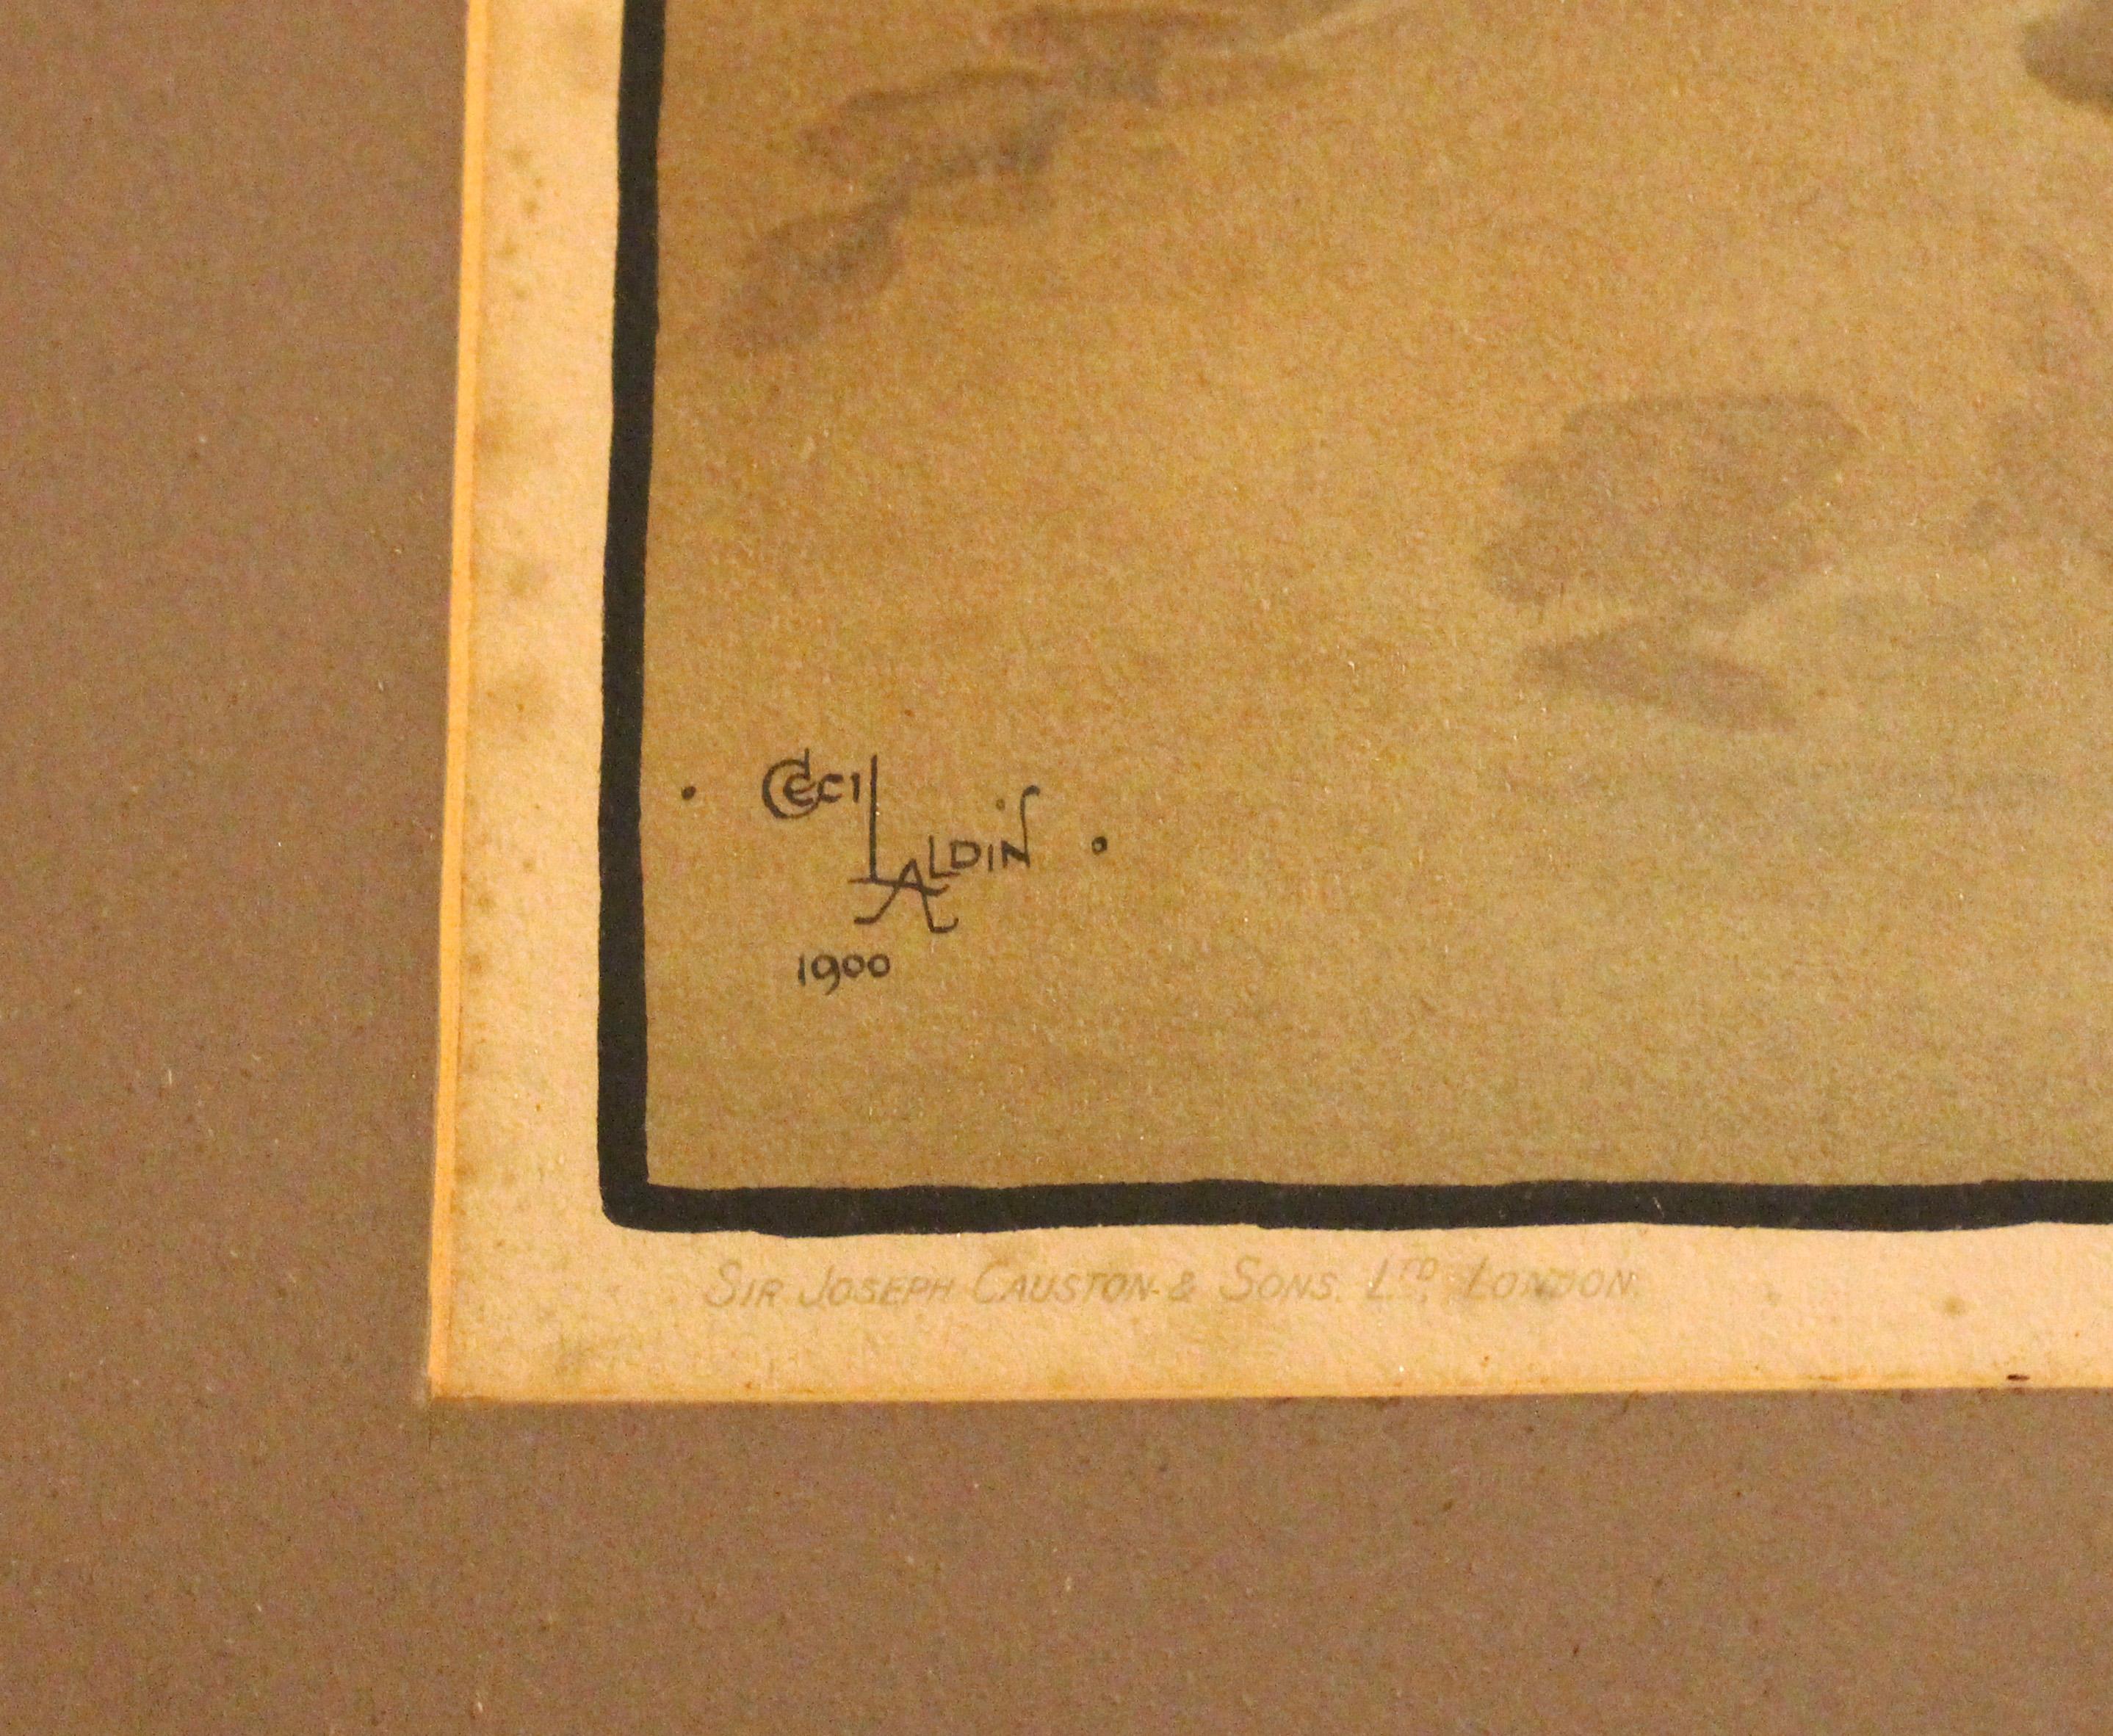 CECIL
ALDIN
1900
SIR JOSEPH CAUSTON & SONS. LTD. LONDON.